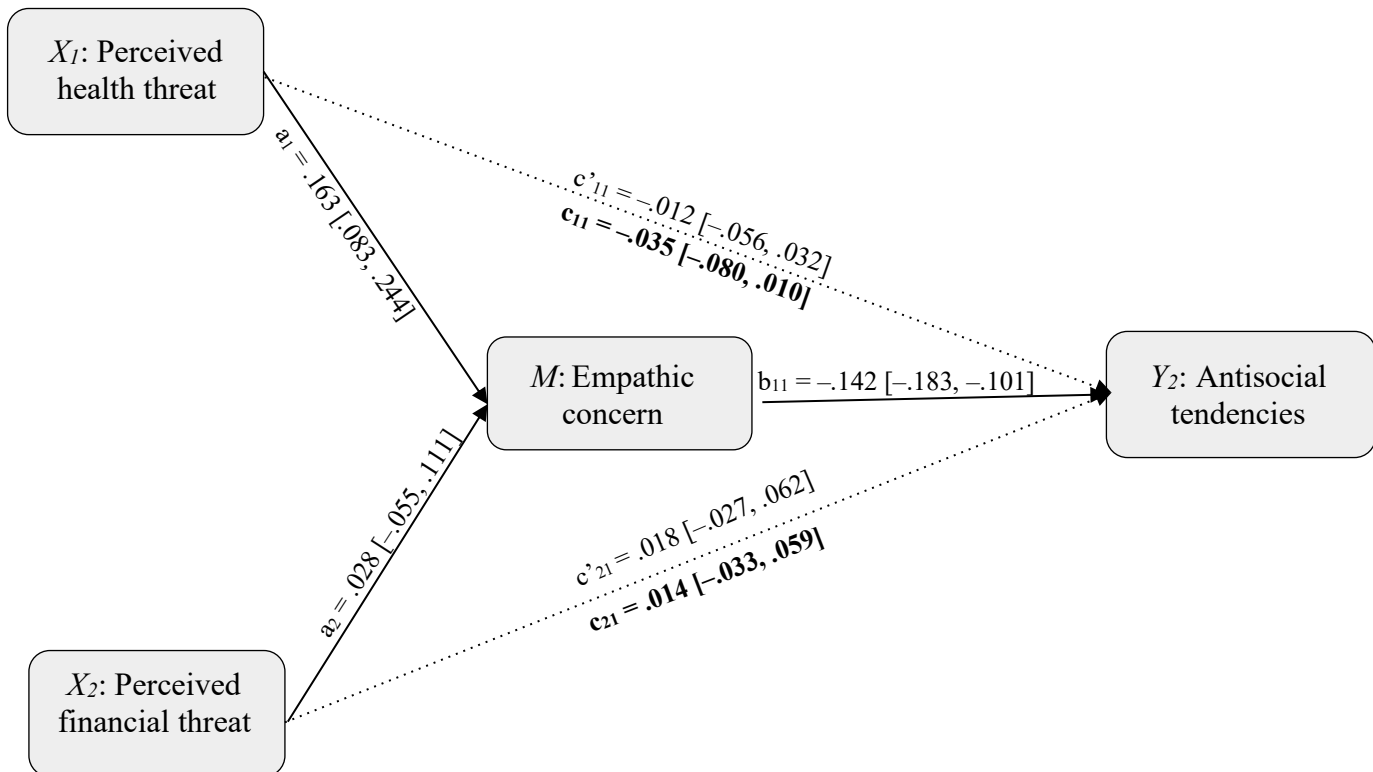 X₁: Perceived
health threat
a₁ = .163 [.083, .244]
c’₁₁ = –.012 [–.056, .032]
c₁₁ = –.035 [–.080, .010]
M: Empathic
concern
b₁₁ = –.142 [–.183, –.101]
Y₂: Antisocial
tendencies
a₂ = .028 [–.055, .111]
c’₂₁ = .018 [–.027, .062]
c₂₁ = .014 [–.033, .059]
X₂: Perceived
financial threat